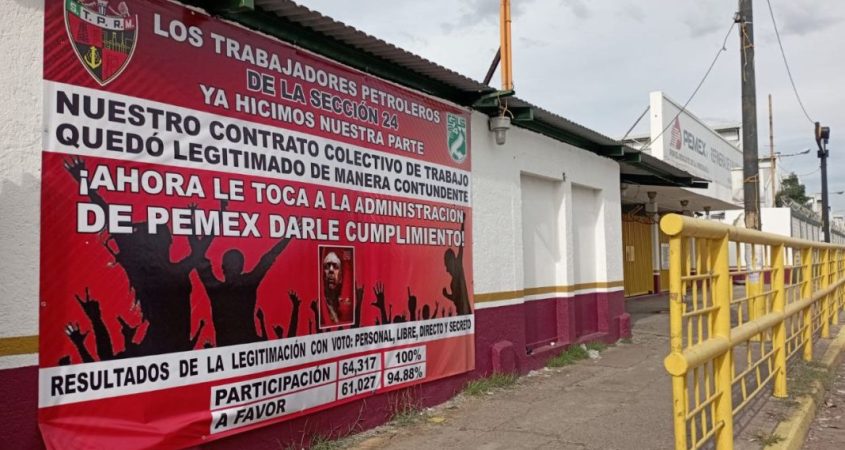 S.T.P.R.M.
LOS TRABAJADORES PETROLEROS
DE LA SECCIÓN 24
YA HICIMOS NUESTRA PARTE
NUESTRO CONTRATO COLECTIVO DE TRABAJO
QUEDÓ LEGITIMADO DE MANERA CONTUNDENTE
¡AHORA LE TOCA A LA ADMINISTRACIÓN
DE PEMEX DARLE CUMPLIMIENTO!
RESULTADOS DE LA LEGITIMACIÓN CON VOTO: PERSONAL, LIBRE, DIRECTO Y SECRETO
PARTICIPACIÓN 64,317 100%
A FAVOR 61,027 94.88%
PEMEX